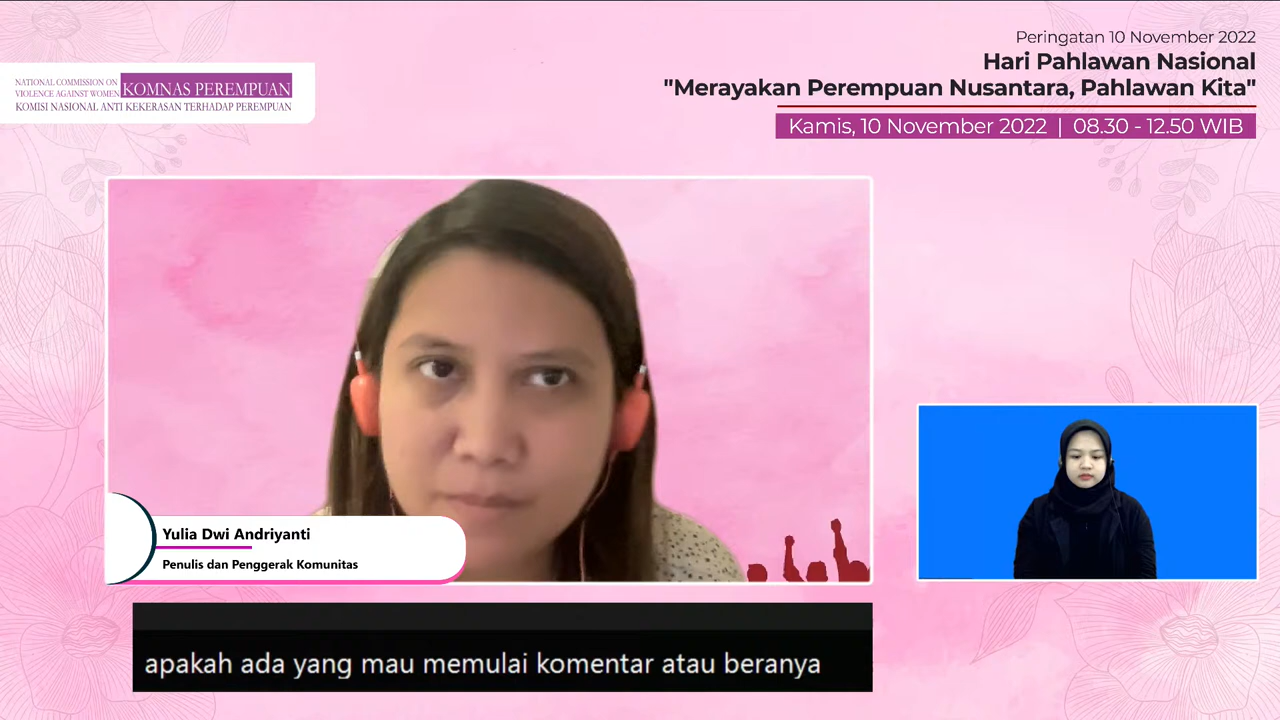 NATIONAL COMMISSION ON
VIOLENCE AGAINST WOMEN
KOMNAS PEREMPUAN
KOMISI NASIONAL ANTI KEKERASAN TERHADAP PEREMPUAN
Peringatan 10 November 2022
Hari Pahlawan Nasional
"Merayakan Perempuan Nusantara, Pahlawan Kita"
Kamis, 10 November 2022 | 08.30 - 12.50 WIB
Yulia Dwi Andriyanti
Penulis dan Penggerak Komunitas
apakah ada yang mau memulai komentar atau beranya